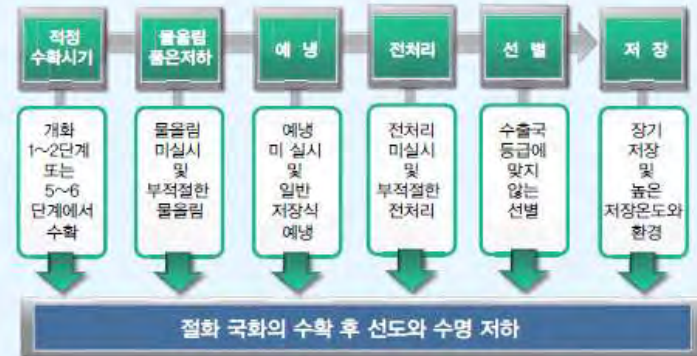 적정
수확시기
물올림
품온저하
예 냉
전처리
선 별
저 장
개화
1~2단계
또는
5~6
단계에서
수확
물올림
미실시
및
부적절한
물올림
예냉
미 실시
및
일반
저장식
예냉
전처리
미실시
및
부적절한
전처리
수출국
등급에
맞지
않는
선별
장기
저장
및
높은
저장온도와
환경
절화 국화의 수확 후 선도와 수명 저하